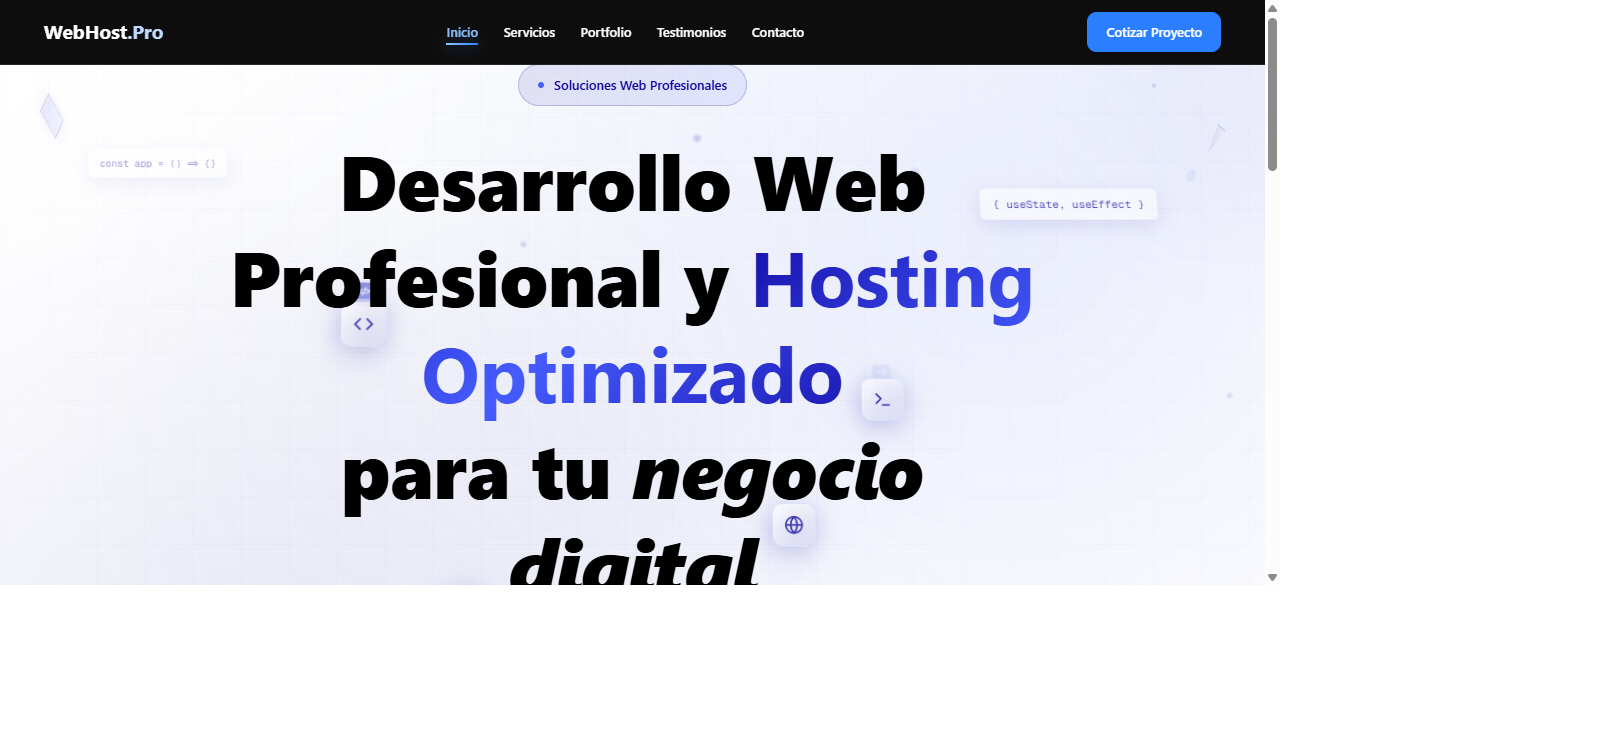 WebHost.Pro
Inicio
Servicios
Portfolio
Testimonios
Contacto
Cotizar Proyecto
Soluciones Web Profesionales
const app = () => {}
Desarrollo Web
{ useState, useEffect }
Profesional y Hosting
Optimizado
para tu negocio
digital